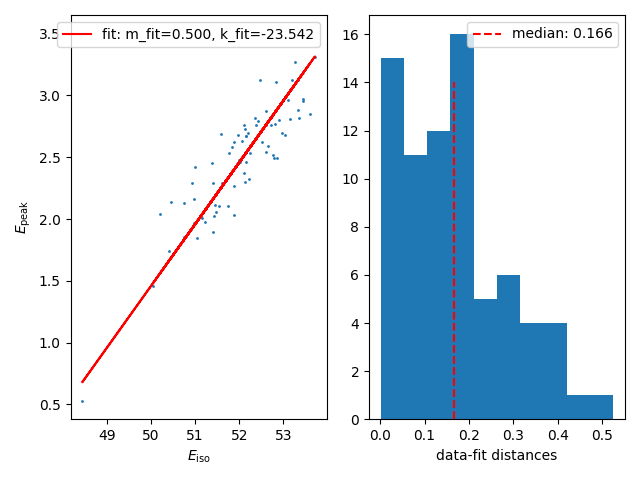 3.5
3.0
2.5
2.0
1.5
1.0
0.5
E_peak
fit: m_fit=0.500, k_fit=-23.542
49 50 51 52 53
E_iso
16
14
12
10
8
6
4
2
0
median: 0.166
0.0 0.1 0.2 0.3 0.4 0.5
data-fit distances